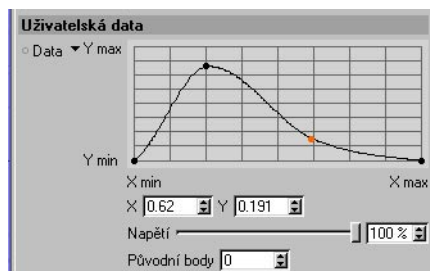 Uživatelská data
Data Y max
Y min
X min X max
X 0.62 Y 0.191
Napětí 100 %
Původní body 0